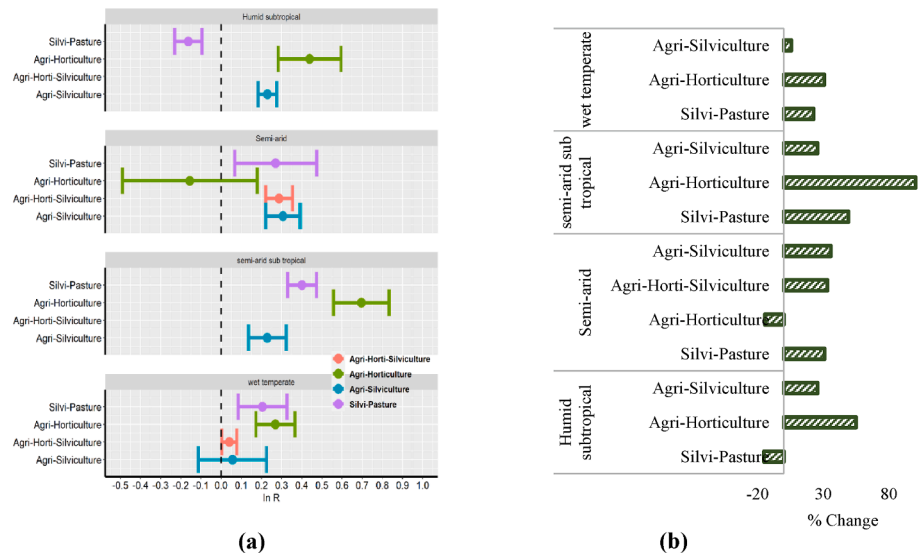 Humid subtropical
Silvi-Pasture
Agri-Horticulture
Agri-Horti-Silviculture
Agri-Silviculture
Semi-arid
Silvi-Pasture
Agri-Horticulture
Agri-Horti-Silviculture
Agri-Silviculture
semi-arid sub tropical
Silvi-Pasture
Agri-Horticulture
Agri-Horti-Silviculture
Agri-Silviculture
Agri-Horti-Silviculture
Agri-Horticulture
Agri-Silviculture
Silvi-Pasture
wet temperate
Silvi-Pasture
Agri-Horticulture
Agri-Horti-Silviculture
Agri-Silviculture
-0.5 -0.4 -0.3 -0.2 -0.1 0.0 0.1 0.2 0.3 0.4 0.5 0.6 0.7 0.8 0.9 1.0
ln R
(a)
wet temperate
Agri-Silviculture
Agri-Horticulture
Silvi-Pasture
semi-arid sub
tropical
Agri-Silviculture
Agri-Horticulture
Silvi-Pasture
Semi-arid
Agri-Silviculture
Agri-Horti-Silviculture
Agri-Horticulture
Silvi-Pasture
Humid
subtropical
Agri-Silviculture
Agri-Horticulture
Silvi-Pasture
-20 30 80
% Change
(b)